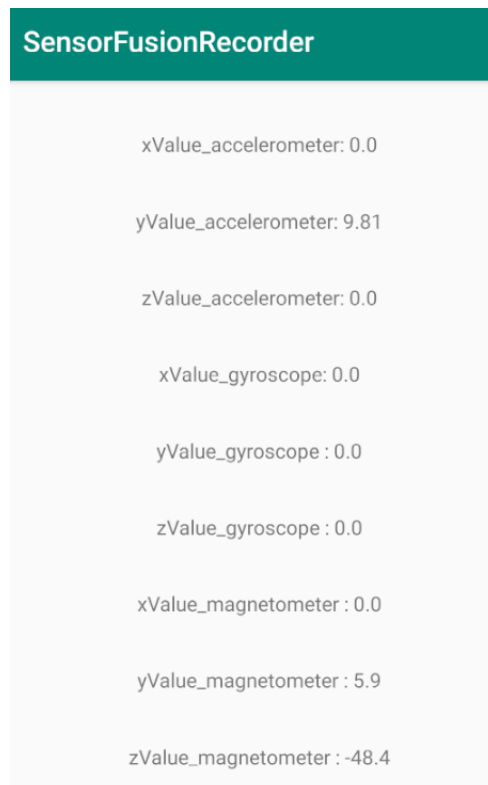 SensorFusionRecorder
xValue_accelerometer: 0.0
yValue_accelerometer: 9.81
zValue_accelerometer: 0.0
xValue_gyroscope: 0.0
yValue_gyroscope : 0.0
zValue_gyroscope : 0.0
xValue_magnetometer : 0.0
yValue_magnetometer : 5.9
zValue_magnetometer : -48.4